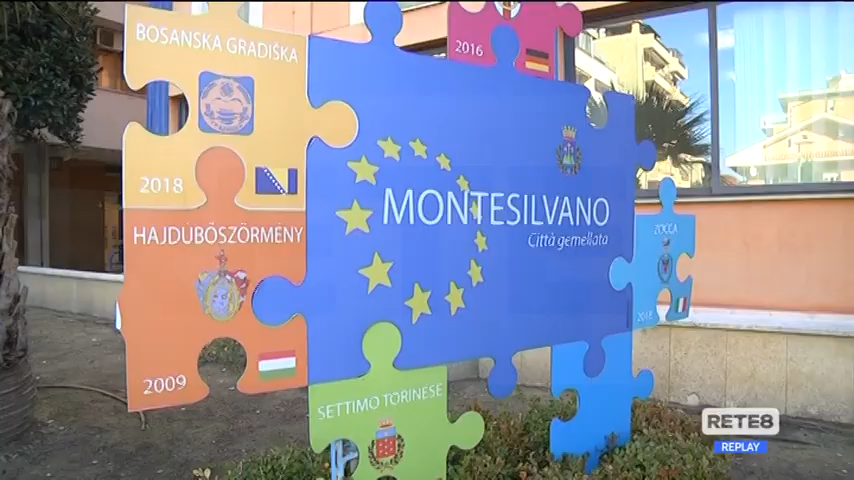 BOSANSKA GRADIŠKA
2018
2016
HAJDÚBÖSZÖRMÉNY
2009
MONTESILVANO
Città gemellata
ZOCCA
2018
SETTIMO TORINESE
RETE8
REPLAY